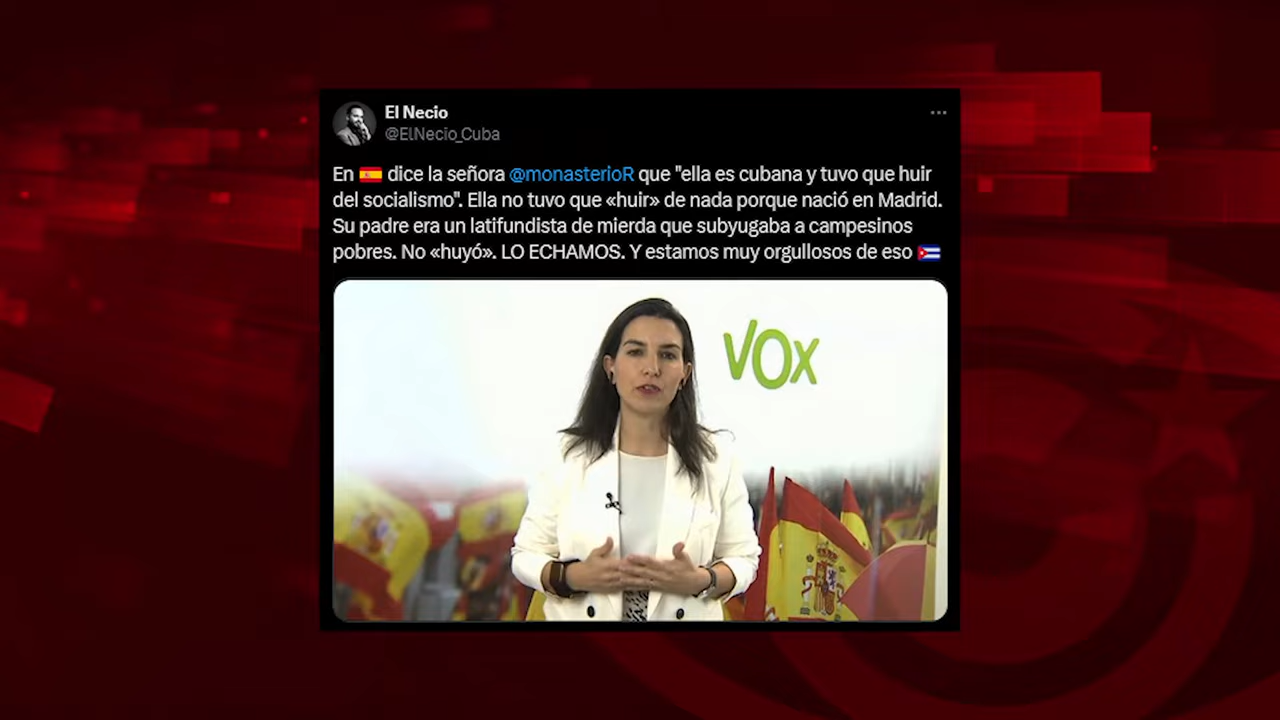 El Necio
@ElNecio_Cuba
En 🇪🇸 dice la señora @monasterioR que "ella es cubana y tuvo que huir
del socialismo". Ella no tuvo que «huir» de nada porque nació en Madrid.
Su padre era un latifundista de mierda que subyugaba a campesinos
pobres. No «huyó». LO ECHAMOS. Y estamos muy orgullosos de eso 🇨🇺
VOX